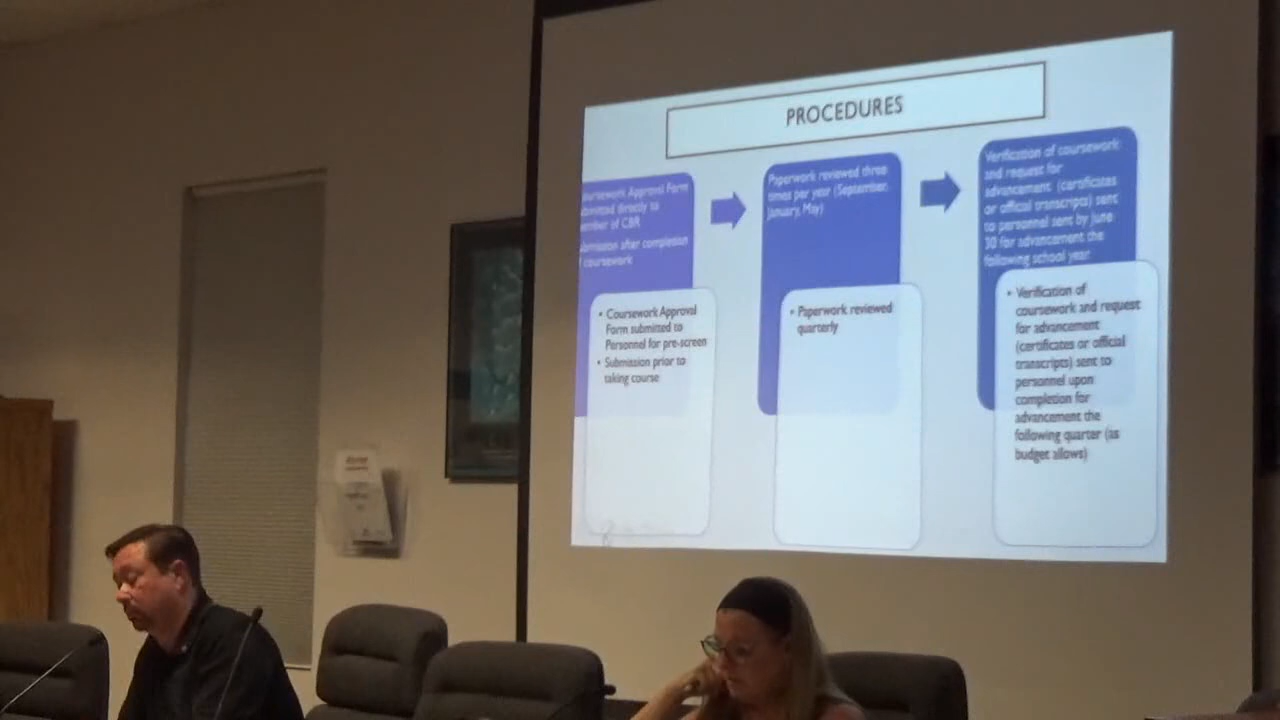 PROCEDURES
Coursework Approval Form
submitted directly to
member of CBR
Submission after completion
of coursework
• Coursework Approval
Form submitted to
Personnel for pre-screen
• Submission prior to
taking course
Paperwork reviewed three
times per year (September,
January, May)
• Paperwork reviewed
quarterly
Verification of coursework
and request for
advancement (certificates
or official transcripts) sent
to personnel sent by June
30 for advancement the
following school year
• Verification of
coursework and request
for advancement
(certificates or official
transcripts) sent to
personnel upon
completion for
advancement the
following quarter (as
budget allows)